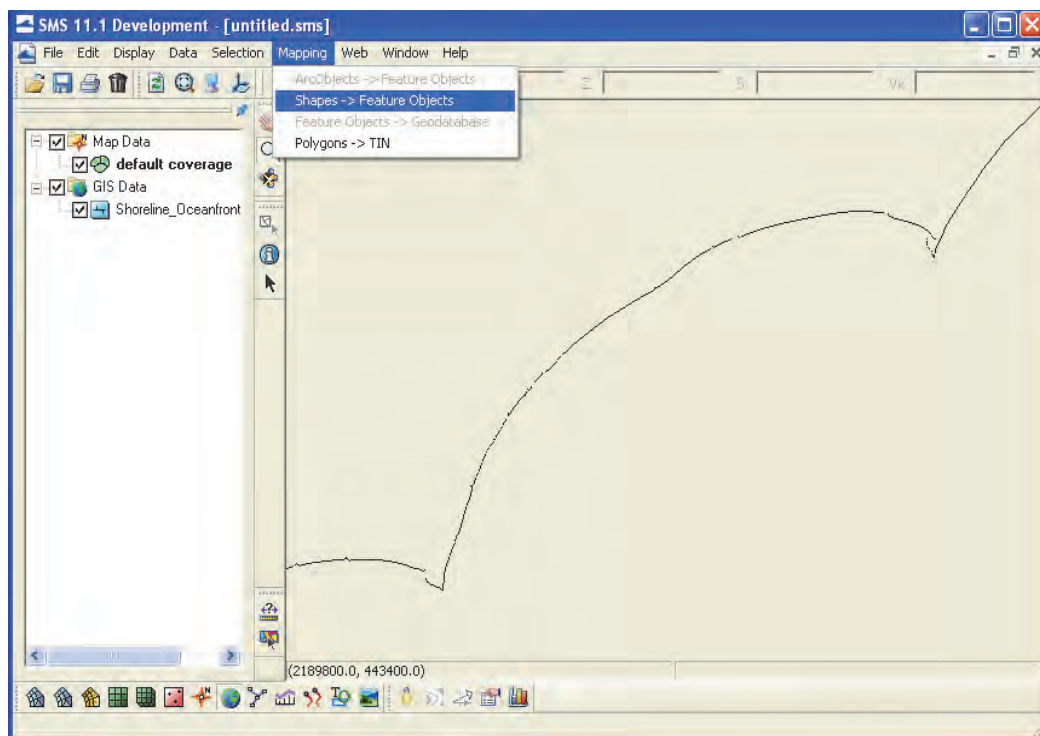 SMS 11.1 Development - [untitled.sms]
File Edit Display Data Selection Mapping Web Window Help
ArcObjects -> Feature Objects
Z S
Shapes -> Feature Objects
Feature Objects -> Geodatabase
Polygons -> TIN
Map Data
default coverage
GIS Data
Shoreline_Oceanfront
(2189800.0, 443400.0)